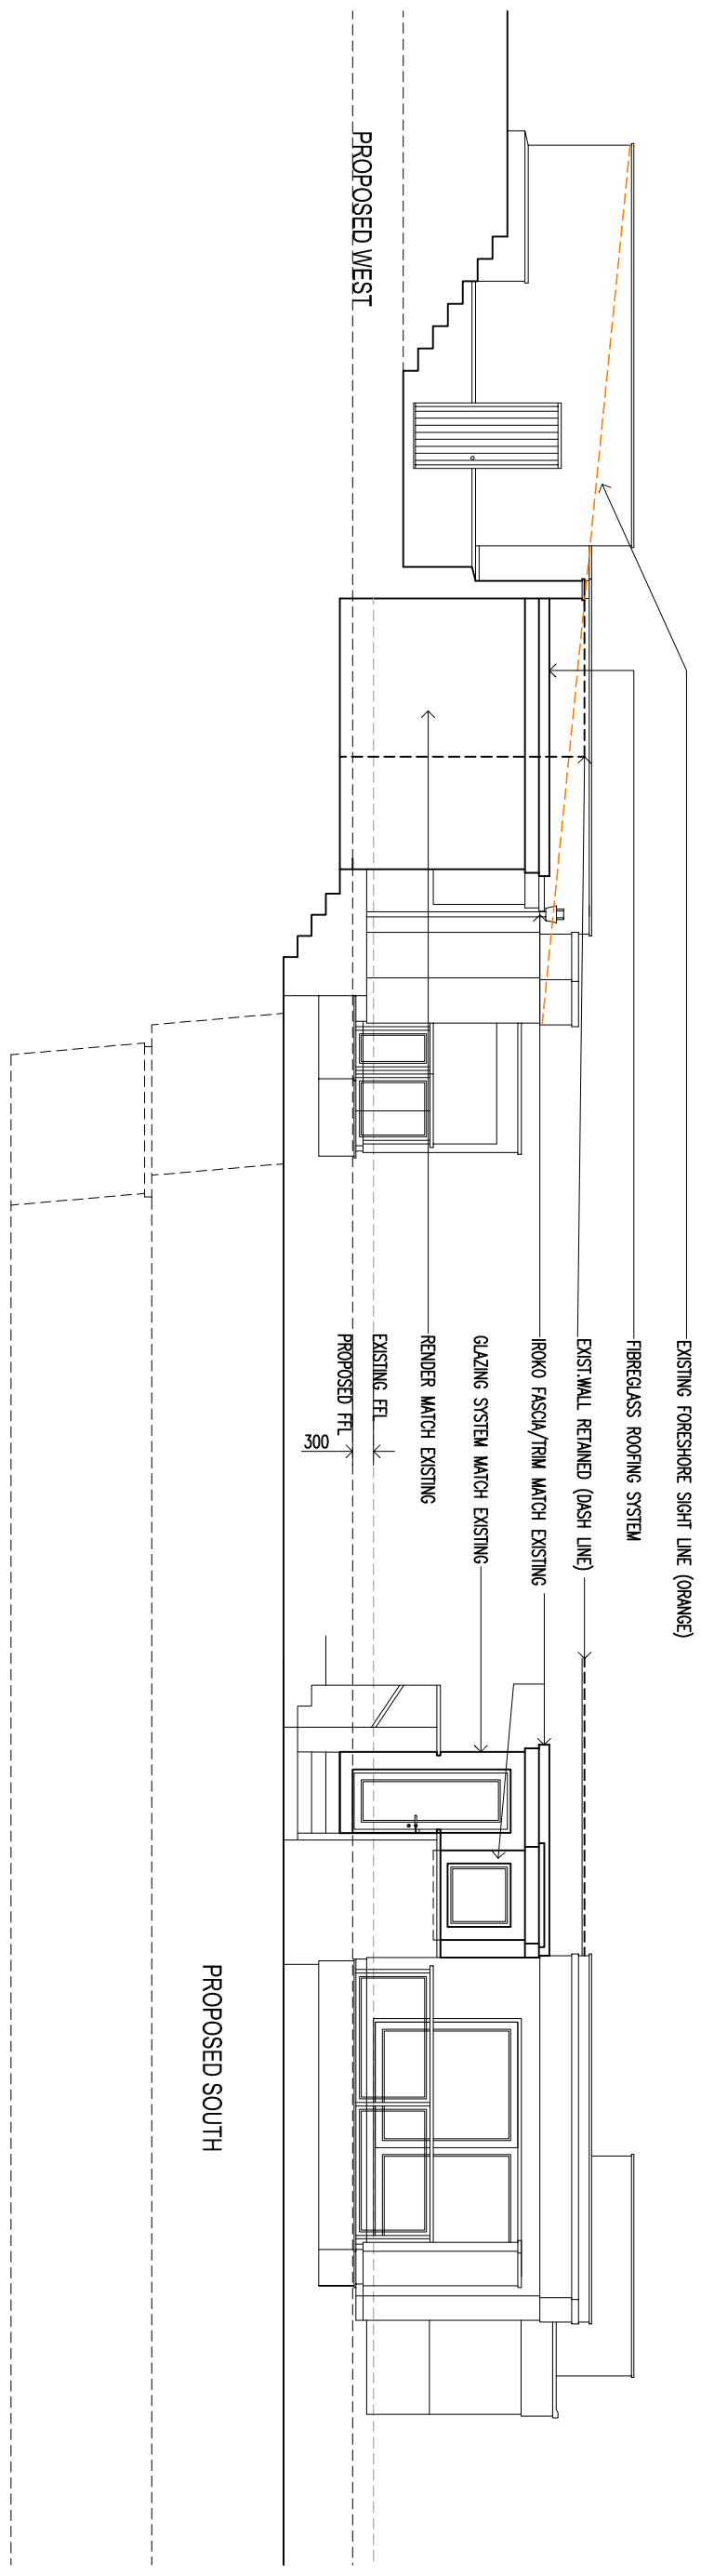 EXISTING FORESHORE SIGHT LINE (ORANGE)
FIBREGLASS ROOFING SYSTEM
EXIST.WALL RETAINED (DASH LINE)
IROKO FASCIA/TRIM MATCH EXISTING
GLAZING SYSTEM MATCH EXISTING
RENDER MATCH EXISTING
EXISTING FFL
PROPOSED FFL
300
PROPOSED WEST
PROPOSED SOUTH